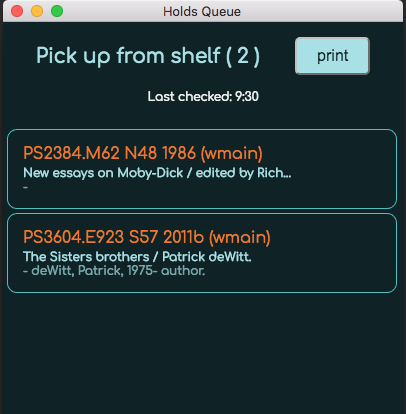 Holds Queue
Pick up from shelf ( 2 )
print
Last checked: 9:30
PS2384.M62 N48 1986 (wmain)
New essays on Moby-Dick / edited by Rich...
-
PS3604.E923 S57 2011b (wmain)
The Sisters brothers / Patrick deWitt.
- deWitt, Patrick, 1975- author.